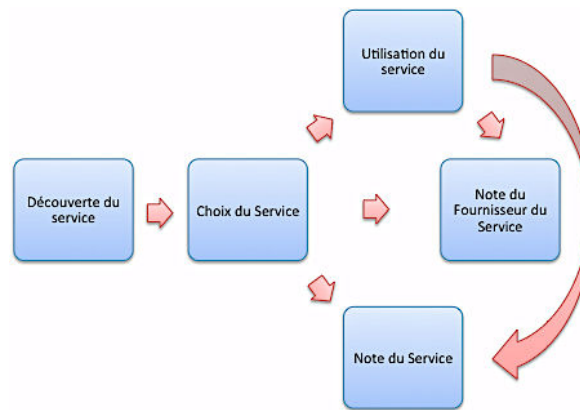 Utilisation du
service
Découverte du
service
Choix du Service
Note du
Fournisseur du
Service
Note du Service